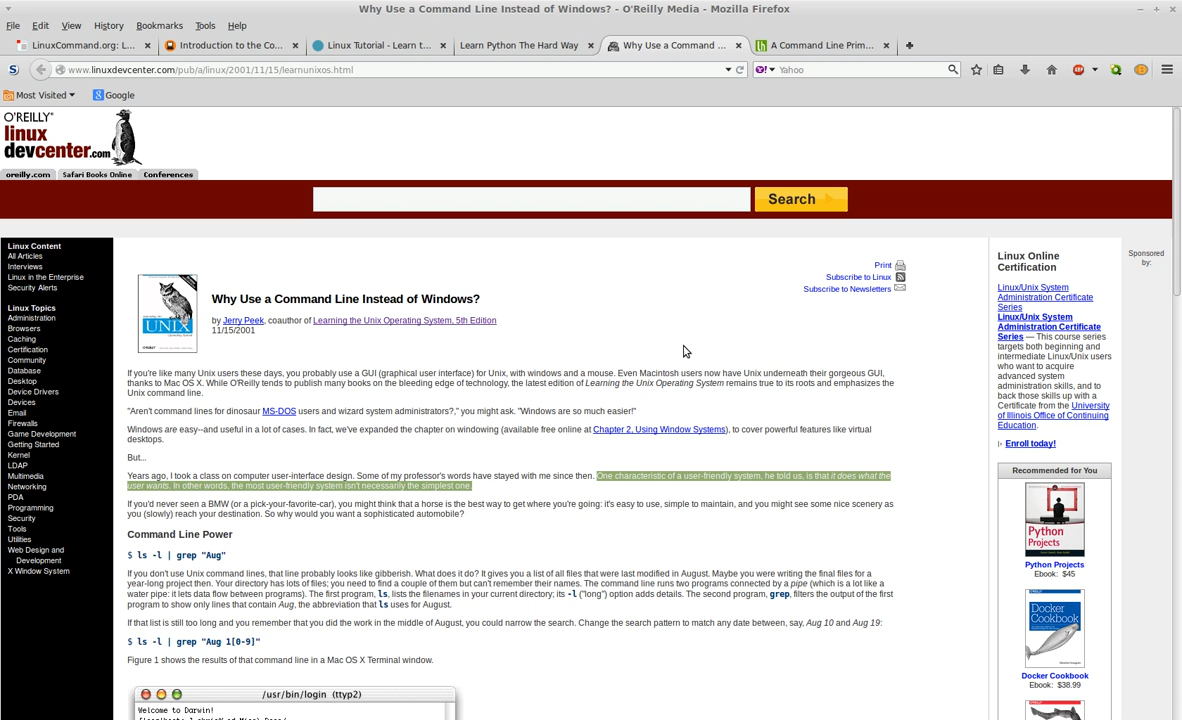 Why Use a Command Line Instead of Windows? - O'Reilly Media - Mozilla Firefox
File Edit View History Bookmarks Tools Help
LinuxCommand.org: L... Introduction to the Co... Linux Tutorial - Learn t... Learn Python The Hard Way Why Use a Command ... A Command Line Prim...
www.linuxdevcenter.com/pub/a/linux/2001/11/15/learnunixos.html Yahoo
Most Visited Google
O'REILLY
linux
devcenter.com
oreilly.com Safari Books Online Conferences
Search
Linux Content
All Articles
Interviews
Linux in the Enterprise
Security Alerts
Linux Topics
Administration
Browsers
Caching
Certification
Community
Database
Desktop
Device Drivers
Devices
Email
Firewalls
Game Development
Getting Started
Kernel
LDAP
Multimedia
Networking
PDA
Programming
Security
Tools
Utilities
Web Design and
Development
X Window System
Print
Subscribe to Linux
Subscribe to Newsletters
UNIX
Why Use a Command Line Instead of Windows?
by Jerry Peek, coauthor of Learning the Unix Operating System, 5th Edition
11/15/2001
If you're like many Unix users these days, you probably use a GUI (graphical user interface) for Unix, with windows and a mouse. Even Macintosh users now have Unix underneath their gorgeous GUI,
thanks to Mac OS X. While O'Reilly tends to publish many books on the bleeding edge of technology, the latest edition of Learning the Unix Operating System remains true to its roots and emphasizes the
Unix command line.
"Aren't command lines for dinosaur MS-DOS users and wizard system administrators?," you might ask. "Windows are so much easier!"
Windows are easy--and useful in a lot of cases. In fact, we've expanded the chapter on windowing (available free online at Chapter 2, Using Window Systems), to cover powerful features like virtual
desktops.
But...
Years ago, I took a class on computer user-interface design. Some of my professor's words have stayed with me since then. One characteristic of a user-friendly system, he told us, is that it does what the
user wants. In other words, the most user-friendly system isn't necessarily the simplest one.
If you'd never seen a BMW (or a pick-your-favorite-car), you might think that a horse is the best way to get where you're going: it's easy to use, simple to maintain, and you might see some nice scenery as
you (slowly) reach your destination. So why would you want a sophisticated automobile?
Command Line Power
$ ls -l | grep "Aug"
If you don't use Unix command lines, that line probably looks like gibberish. What does it do? It gives you a list of all files that were last modified in August. Maybe you were writing the final files for a
year-long project then. Your directory has lots of files; you need to find a couple of them but can't remember their names. The command line runs two programs connected by a pipe (which is a lot like a
water pipe: it lets data flow between programs). The first program, ls, lists the filenames in your current directory; its -l ("long") option adds details. The second program, grep, filters the output of the first
program to show only lines that contain Aug, the abbreviation that ls uses for August.
If that list is still too long and you remember that you did the work in the middle of August, you could narrow the search. Change the search pattern to match any date between, say, Aug 10 and Aug 19:
$ ls -l | grep "Aug 1[0-9]"
Figure 1 shows the results of that command line in a Mac OS X Terminal window.
/usr/bin/login (ttyp2)
Welcome to Darwin!
Linux Online
Certification
Linux/Unix System
Administration Certificate
Series
Linux/Unix System
Administration Certificate
Series — This course series
targets both beginning and
intermediate Linux/Unix users
who want to acquire
advanced system
administration skills, and to
back those skills up with a
Certificate from the University
of Illinois Office of Continuing
Education.
Enroll today!
Recommended for You
Python
Projects
Python Projects
Ebook: $45
Docker
Cookbook
Docker Cookbook
Ebook: $38.99
Sponsored
by: